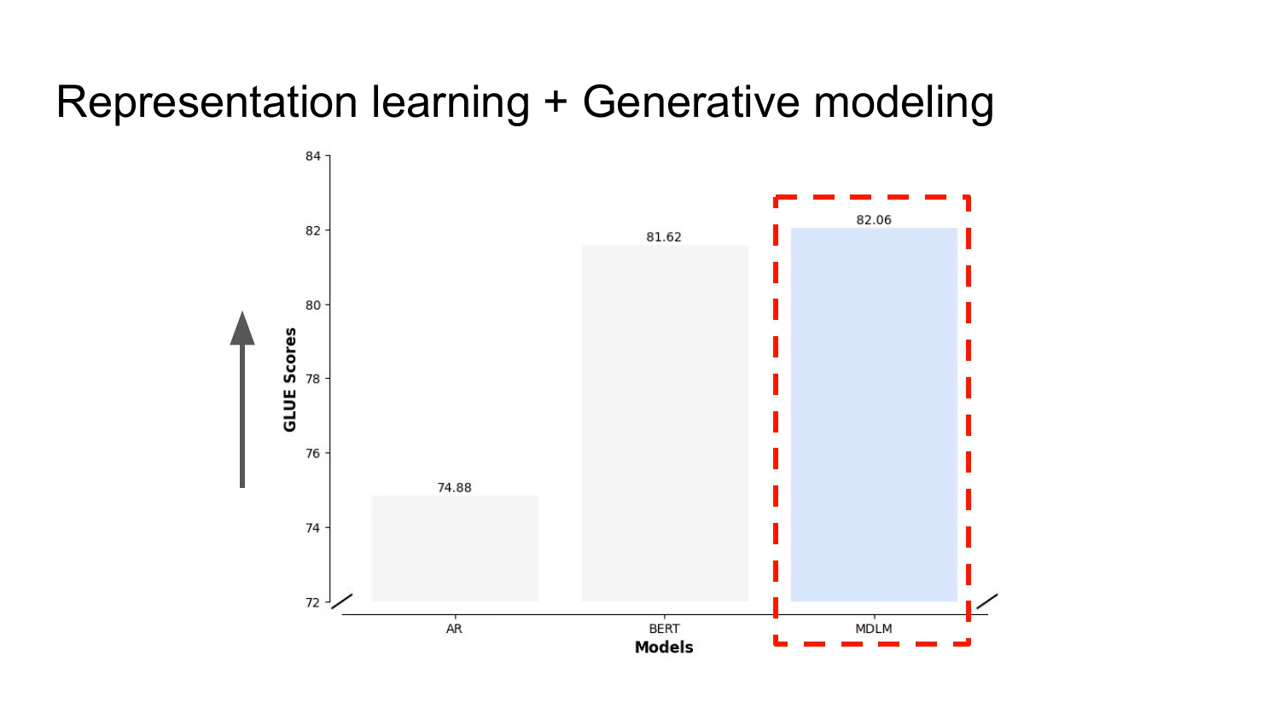 Representation learning + Generative modeling
84
82
80
78
76
74
72
GLUE Scores
74.88
81.62
82.06
AR
BERT
MDLM
Models